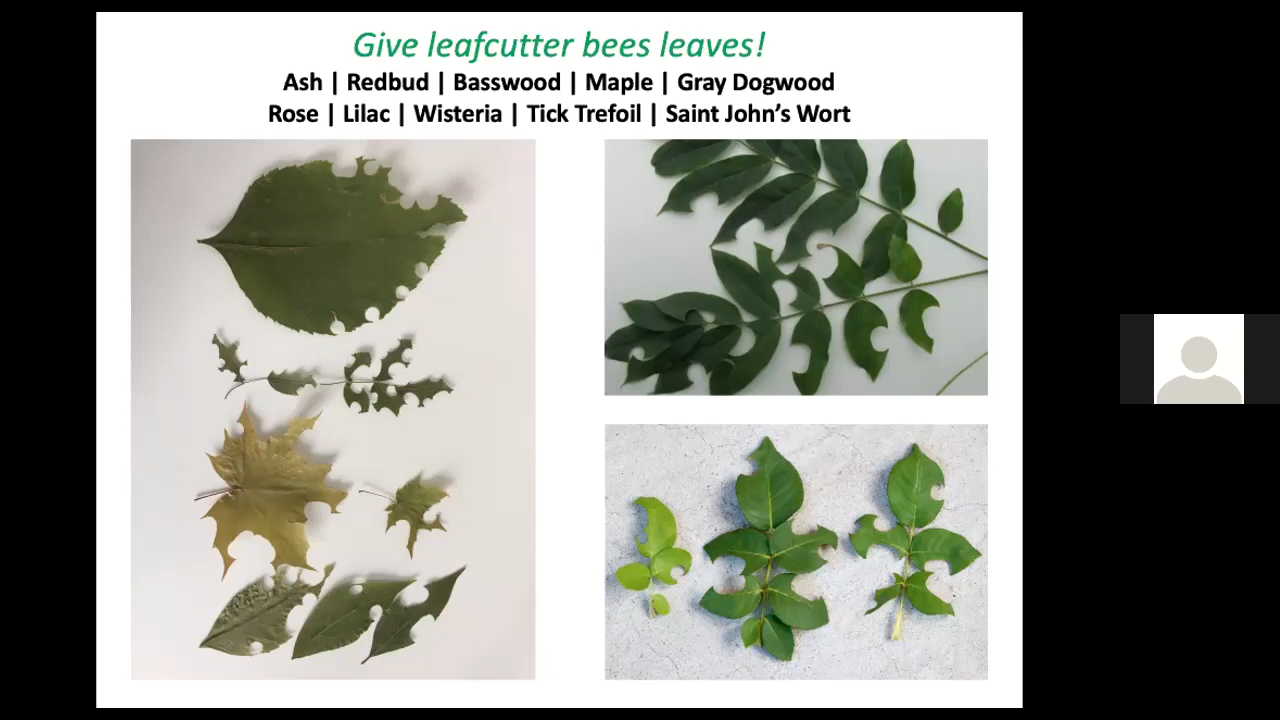 Give leafcutter bees leaves!
Ash | Redbud | Basswood | Maple | Gray Dogwood
Rose | Lilac | Wisteria | Tick Trefoil | Saint John’s Wort